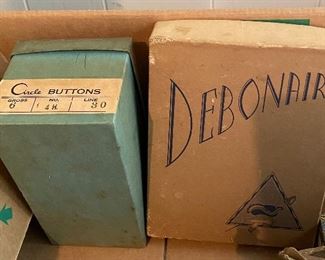 Circle BUTTONS
GROSS NO. LINE
6 48 30
DEBONAIR